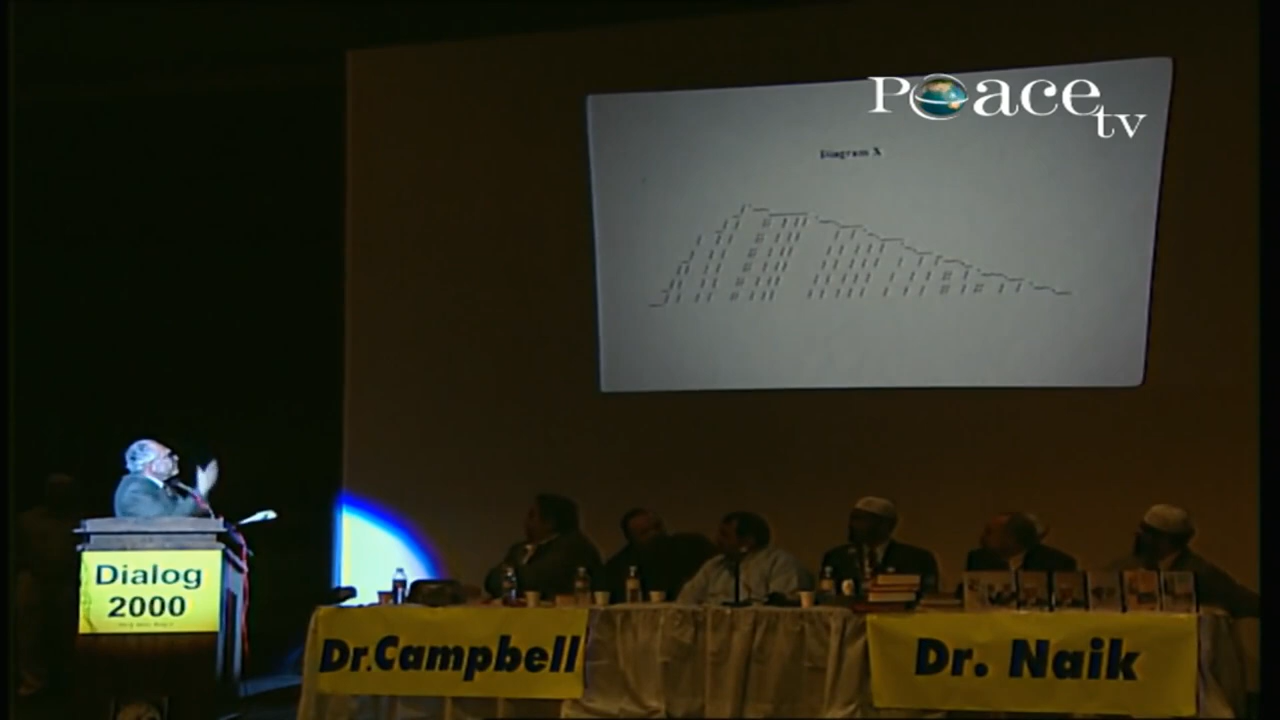 Peace
tv
Diagram X
Dialog
2000
Dr.Campbell
Dr. Naik